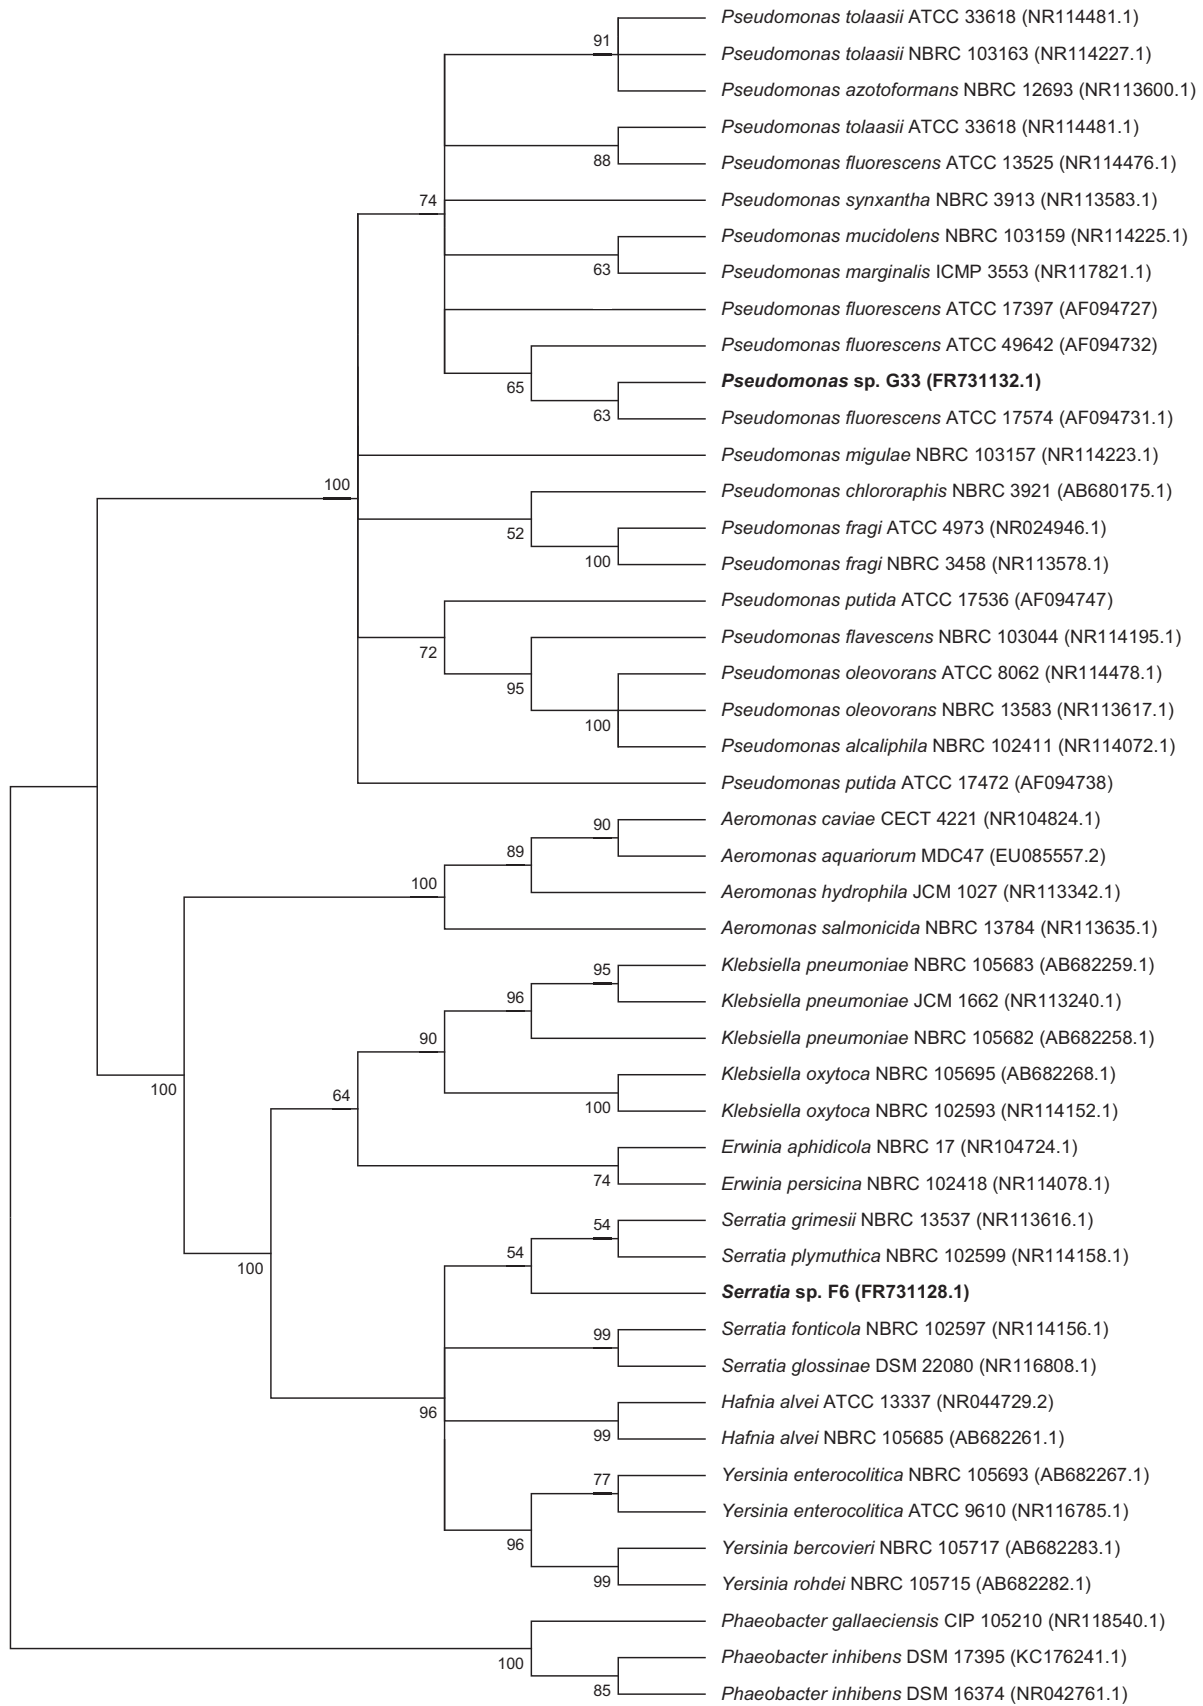 Pseudomonas tolaasii ATCC 33618 (NR114481.1)
91
Pseudomonas tolaasii NBRC 103163 (NR114227.1)
Pseudomonas azotoformans NBRC 12693 (NR113600.1)
Pseudomonas tolaasii ATCC 33618 (NR114481.1)
88
Pseudomonas fluorescens ATCC 13525 (NR114476.1)
74
Pseudomonas synxantha NBRC 3913 (NR113583.1)
Pseudomonas mucidolens NBRC 103159 (NR114225.1)
63
Pseudomonas marginalis ICMP 3553 (NR117821.1)
Pseudomonas fluorescens ATCC 17397 (AF094727)
Pseudomonas fluorescens ATCC 49642 (AF094732)
65
Pseudomonas sp. G33 (FR731132.1)
63
Pseudomonas fluorescens ATCC 17574 (AF094731.1)
Pseudomonas migulae NBRC 103157 (NR114223.1)
100
Pseudomonas chlororaphis NBRC 3921 (AB680175.1)
52
Pseudomonas fragi ATCC 4973 (NR024946.1)
100
Pseudomonas fragi NBRC 3458 (NR113578.1)
Pseudomonas putida ATCC 17536 (AF094747)
72
Pseudomonas flavescens NBRC 103044 (NR114195.1)
Pseudomonas oleovorans ATCC 8062 (NR114478.1)
95
Pseudomonas oleovorans NBRC 13583 (NR113617.1)
100
Pseudomonas alcaliphila NBRC 102411 (NR114072.1)
Pseudomonas putida ATCC 17472 (AF094738)
Aeromonas caviae CECT 4221 (NR104824.1)
90
89
Aeromonas aquariorum MDC47 (EU085557.2)
100
Aeromonas hydrophila JCM 1027 (NR113342.1)
Aeromonas salmonicida NBRC 13784 (NR113635.1)
Klebsiella pneumoniae NBRC 105683 (AB682259.1)
95
96
Klebsiella pneumoniae JCM 1662 (NR113240.1)
90
Klebsiella pneumoniae NBRC 105682 (AB682258.1)
100
Klebsiella oxytoca NBRC 105695 (AB682268.1)
64
100
Klebsiella oxytoca NBRC 102593 (NR114152.1)
Erwinia aphidicola NBRC 17 (NR104724.1)
74
Erwinia persicina NBRC 102418 (NR114078.1)
Serratia grimesii NBRC 13537 (NR113616.1)
54
54
Serratia plymuthica NBRC 102599 (NR114158.1)
100
Serratia sp. F6 (FR731128.1)
Serratia fonticola NBRC 102597 (NR114156.1)
99
Serratia glossinae DSM 22080 (NR116808.1)
Hafnia alvei ATCC 13337 (NR044729.2)
96
99
Hafnia alvei NBRC 105685 (AB682261.1)
Yersinia enterocolitica NBRC 105693 (AB682267.1)
77
Yersinia enterocolitica ATCC 9610 (NR116785.1)
96
Yersinia bercovieri NBRC 105717 (AB682283.1)
99
Yersinia rohdei NBRC 105715 (AB682282.1)
Phaeobacter gallaeciensis CIP 105210 (NR118540.1)
100
Phaeobacter inhibens DSM 17395 (KC176241.1)
85
Phaeobacter inhibens DSM 16374 (NR042761.1)